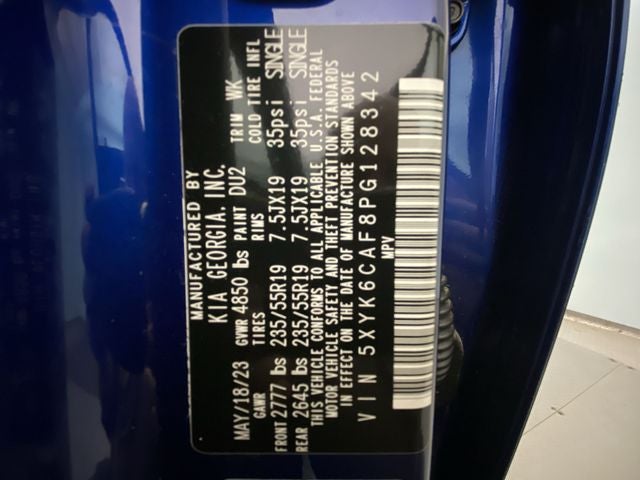 MANUFACTURED BY
KIA GEORGIA, INC.
MAY/18/23 GVWR 4850 lbs PAINT DU2 TRIM WK
GAWR TIRES RIMS COLD TIRE INFL
FRONT 2777 lbs 235/55R19 7.5JX19 35psi SINGLE
REAR 2645 lbs 235/55R19 7.5JX19 35psi SINGLE
THIS VEHICLE CONFORMS TO ALL APPLICABLE U.S.A. FEDERAL
MOTOR VEHICLE SAFETY AND THEFT PREVENTION STANDARDS
IN EFFECT ON THE DATE OF MANUFACTURE SHOWN ABOVE
VIN 5XYK6CAF8PG128342
MPV